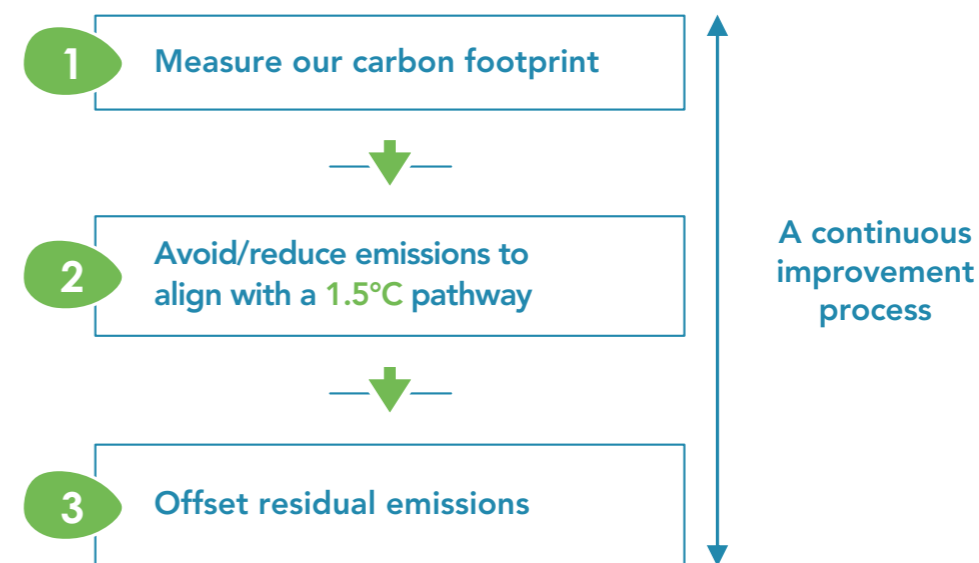 1
Measure our carbon footprint
2
Avoid/reduce emissions to
align with a 1.5°C pathway
3
Offset residual emissions
A continuous
improvement
process